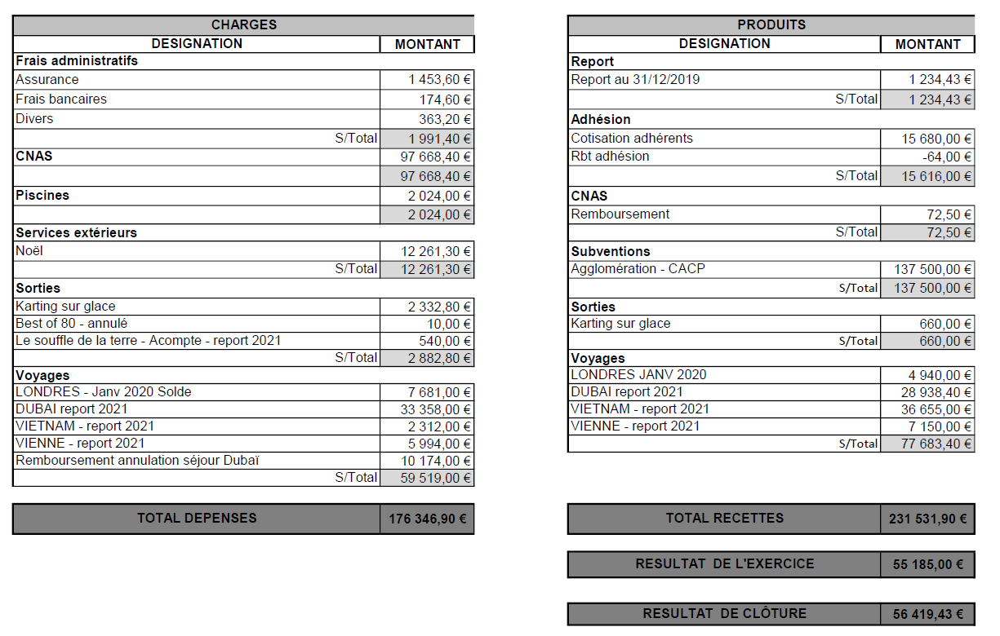 CHARGES
DESIGNATION MONTANT
Frais administratifs
Assurance 1 453,60 €
Frais bancaires 174,60 €
Divers 363,20 €
S/Total 1 991,40 €
CNAS 97 668,40 €
97 668,40 €
Piscines 2 024,00 €
2 024,00 €
Services extérieurs
Noël 12 261,30 €
S/Total 12 261,30 €
Sorties
Karting sur glace 2 332,80 €
Best of 80 - annulé 10,00 €
Le souffle de la terre - Acompte - report 2021 540,00 €
S/Total 2 882,80 €
Voyages
LONDRES - Janv 2020 Solde 7 681,00 €
DUBAI report 2021 33 358,00 €
VIETNAM - report 2021 2 312,00 €
VIENNE - report 2021 5 994,00 €
Remboursement annulation séjour Dubaï 10 174,00 €
S/Total 59 519,00 €
TOTAL DEPENSES 176 346,90 €
PRODUITS
DESIGNATION MONTANT
Report
Report au 31/12/2019 1 234,43 €
S/Total 1 234,43 €
Adhésion
Cotisation adhérents 15 680,00 €
Rbt adhésion -64,00 €
S/Total 15 616,00 €
CNAS
Remboursement 72,50 €
S/Total 72,50 €
Subventions
Agglomération - CACP 137 500,00 €
S/Total 137 500,00 €
Sorties
Karting sur glace 660,00 €
S/Total 660,00 €
Voyages
LONDRES JANV 2020 4 940,00 €
DUBAI report 2021 28 938,40 €
VIETNAM - report 2021 36 655,00 €
VIENNE - report 2021 7 150,00 €
S/Total 77 683,40 €
TOTAL RECETTES 231 531,90 €
RESULTAT DE L'EXERCICE 55 185,00 €
RESULTAT DE CLÔTURE 56 419,43 €